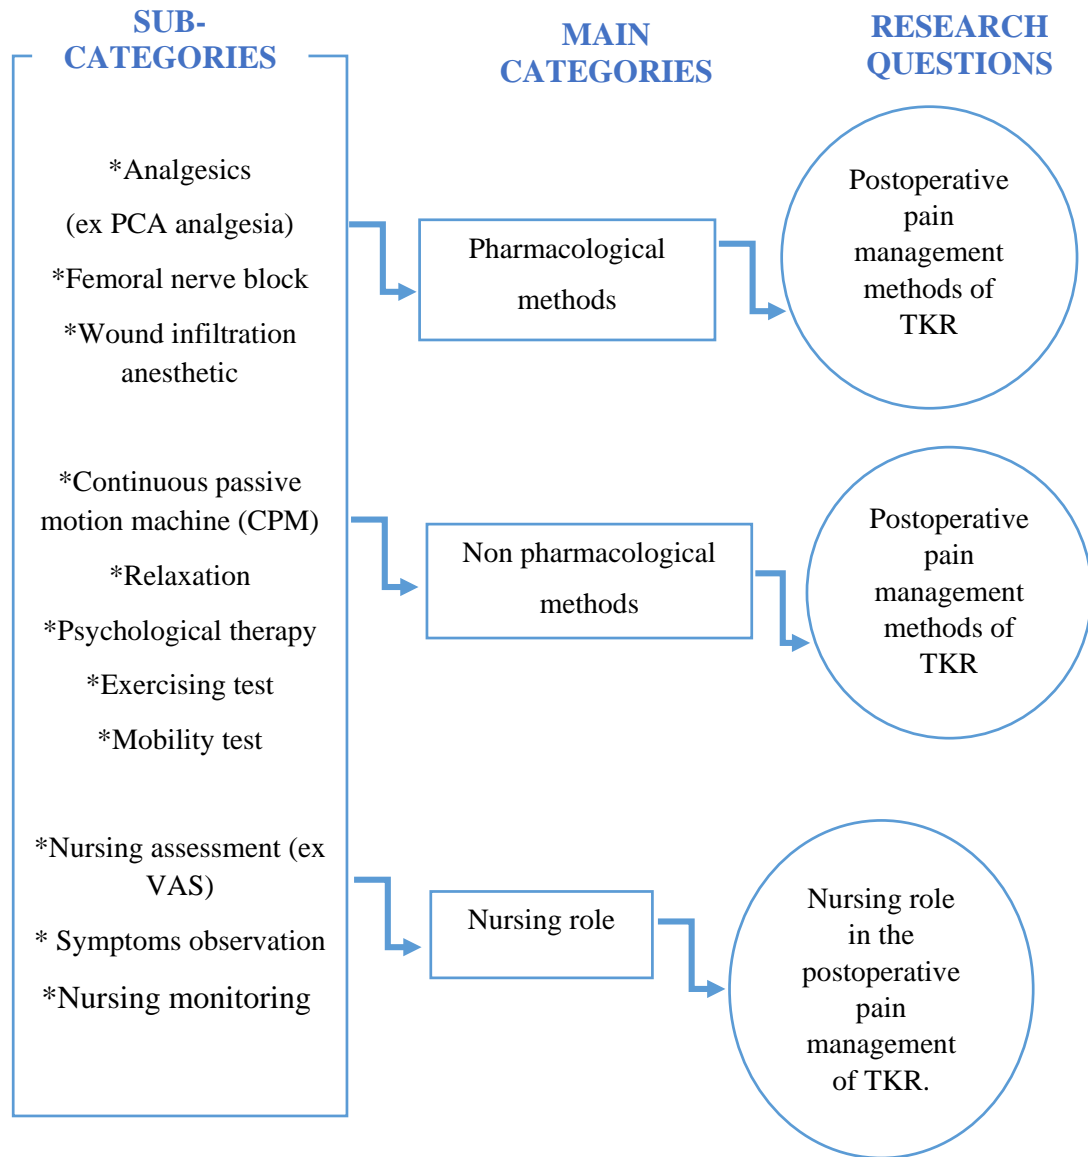 SUB-
CATEGORIES
MAIN
CATEGORIES
RESEARCH
QUESTIONS
*Analgesics
(ex PCA analgesia)
*Femoral nerve block
*Wound infiltration
anesthetic
Pharmacological
methods
Postoperative
pain
management
methods of
TKR
*Continuous passive
motion machine (CPM)
*Relaxation
*Psychological therapy
*Exercising test
*Mobility test
Non pharmacological
methods
Postoperative
pain
management
methods of
TKR
*Nursing assessment (ex
VAS)
* Symptoms observation
*Nursing monitoring
Nursing role
Nursing role
in the
postoperative
pain
management
of TKR.